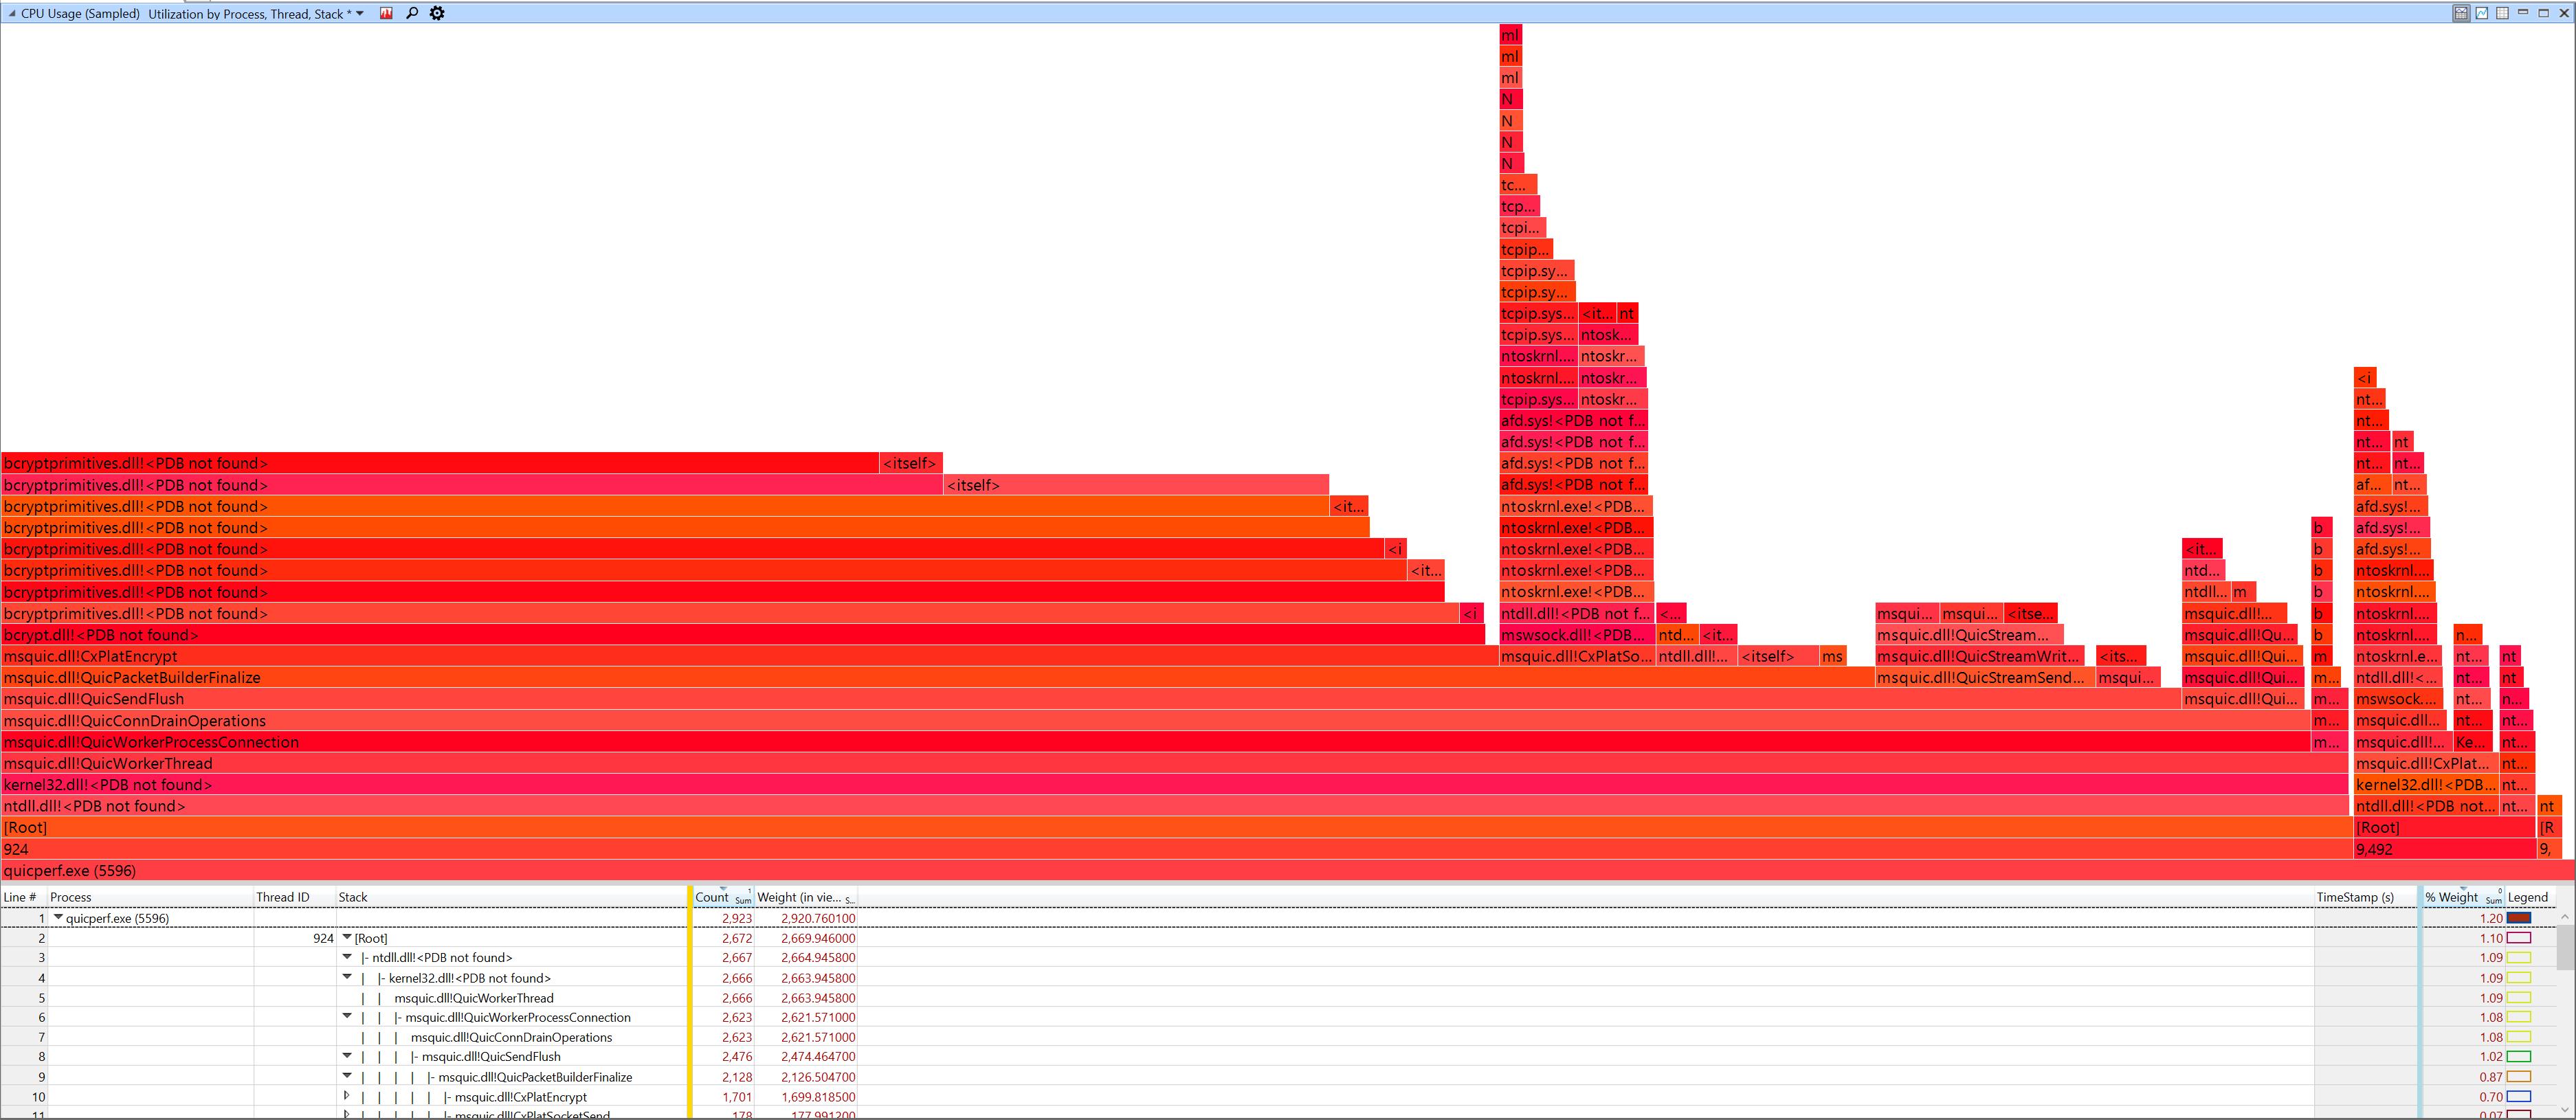 CPU Usage (Sampled) Utilization by Process, Thread, Stack *
ml
ml
ml
N
N
N
N
tc...
tcp...
tcpi...
tcpip...
tcpip.sy...
tcpip.sy...
tcpip.sys... <it... nt
tcpip.sys... ntosk...
ntoskrnl.... ntoskr...
ntoskrnl.... ntoskr... <i
tcpip.sys... ntoskr... nt...
afd.sys!<PDB not f... nt...
afd.sys!<PDB not f... nt... nt
bcryptprimitives.dll!<PDB not found> <itself> afd.sys!<PDB not f... nt... nt...
bcryptprimitives.dll!<PDB not found> <itself> afd.sys!<PDB not f... af... nt...
bcryptprimitives.dll!<PDB not found> <it... ntoskrnl.exe!<PDB... afd.sys!...
bcryptprimitives.dll!<PDB not found> ntoskrnl.exe!<PDB... b afd.sys!...
bcryptprimitives.dll!<PDB not found> <i ntoskrnl.exe!<PDB... <it... b afd.sys!...
bcryptprimitives.dll!<PDB not found> <it... ntoskrnl.exe!<PDB... ntd... b ntoskrnl....
bcryptprimitives.dll!<PDB not found> ntoskrnl.exe!<PDB... ntdll... m b ntoskrnl....
bcryptprimitives.dll!<PDB not found> <i ntdll.dll!<PDB not f... <... msqui... msqui... <itse... msquic.dll!... b ntoskrnl....
bcrypt.dll!<PDB not found> mswsock.dll!<PDB... ntd... <it... msquic.dll!QuicStream... msquic.dll!Qu... b ntoskrnl.... n...
msquic.dll!CxPlatEncrypt msquic.dll!CxPlatSo... ntdll.dll!... <itself> ms msquic.dll!QuicStreamWrit... <its... msquic.dll!Qui... m ntoskrnl.e... nt... nt
msquic.dll!QuicPacketBuilderFinalize msquic.dll!QuicStreamSend... msqui... msquic.dll!Qui... m... ntdll.dll!<... nt... nt
msquic.dll!QuicSendFlush msquic.dll!Qui... m... mswsock.... nt... n...
msquic.dll!QuicConnDrainOperations m... msquic.dll... nt... nt...
msquic.dll!QuicWorkerProcessConnection m... msquic.dll!... Ke... nt...
msquic.dll!QuicWorkerThread msquic.dll!CxPlat... nt...
kernel32.dll!<PDB not found> kernel32.dll!<PDB... nt...
ntdll.dll!<PDB not found> ntdll.dll!<PDB not... nt... nt
[Root] [Root] [R
924 9,492 9,
quicperf.exe (5596)
Line # Process Thread ID Stack Count 1 Sum Weight (in vie... S... TimeStamp (s) % Weight 0 Sum Legend
1 quicperf.exe (5596) 2,923 2,920.760100 1.20
2 924 [Root] 2,672 2,669.946000 1.10
3 |- ntdll.dll!<PDB not found> 2,667 2,664.945800 1.09
4 | |- kernel32.dll!<PDB not found> 2,666 2,663.945800 1.09
5 | | msquic.dll!QuicWorkerThread 2,666 2,663.945800 1.09
6 | | |- msquic.dll!QuicWorkerProcessConnection 2,623 2,621.571000 1.08
7 | | | msquic.dll!QuicConnDrainOperations 2,623 2,621.571000 1.08
8 | | | |- msquic.dll!QuicSendFlush 2,476 2,474.464700 1.02
9 | | | | |- msquic.dll!QuicPacketBuilderFinalize 2,128 2,126.504700 0.87
10 | | | | | |- msquic.dll!CxPlatEncrypt 1,701 1,699.818500 0.70
11 | | | | | |- msquic.dll!CxPlatSocketSend 178 177.991200 0.07